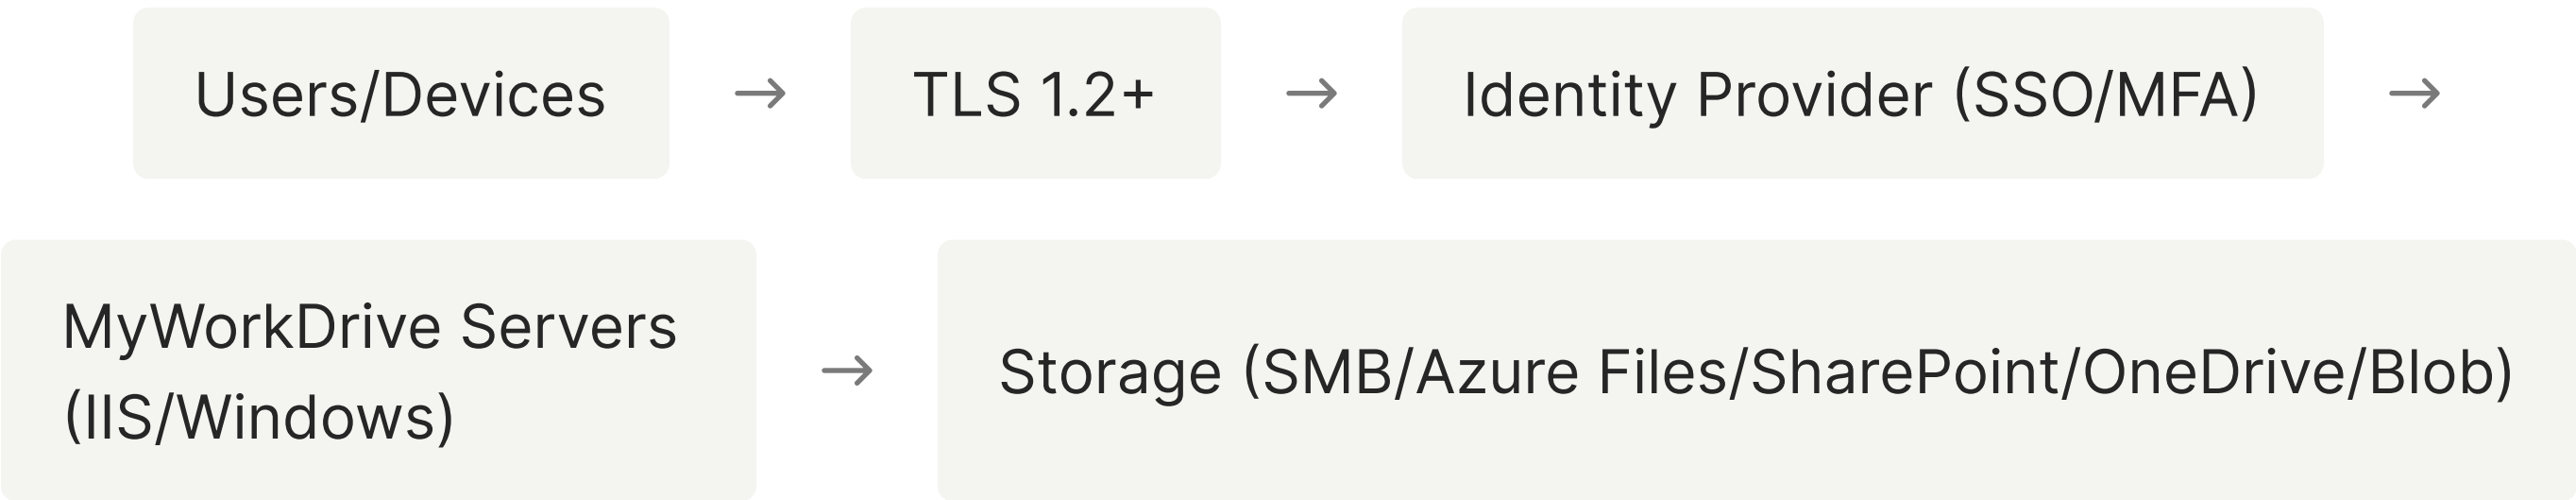 Users/Devices → TLS 1.2+ → Identity Provider (SSO/MFA) →
MyWorkDrive Servers
(IIS/Windows) → Storage (SMB/Azure Files/SharePoint/OneDrive/Blob)